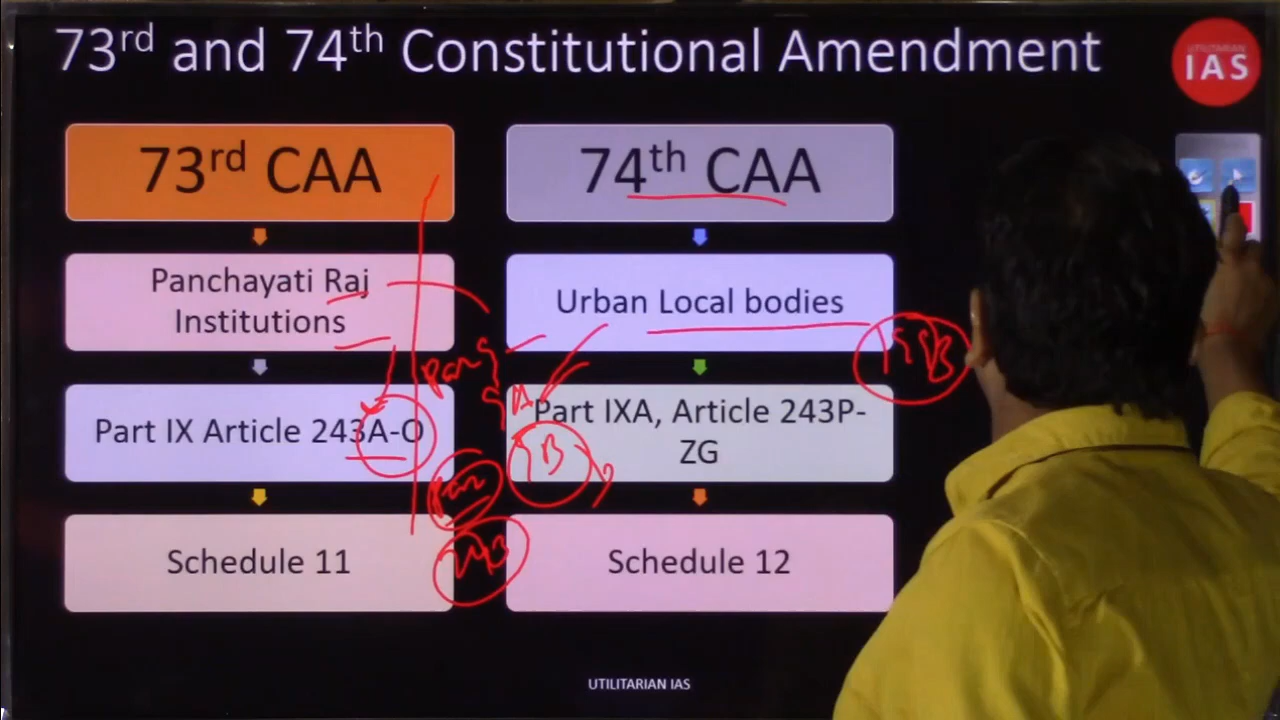 73rd and 74th Constitutional Amendment
UTILITARIAN
IAS
73rd CAA
74th CAA
Panchayati Raj
Institutions
Urban Local bodies
Part IX Article 243A-O
Part IXA, Article 243P-
ZG
Schedule 11
Schedule 12
UTILITARIAN IAS